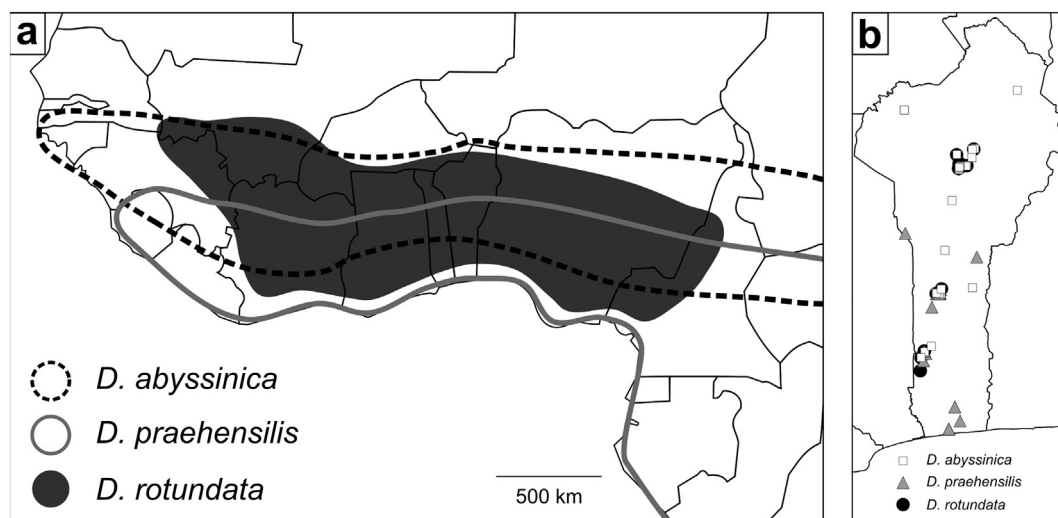 a
D. abyssinica
D. praehensilis
D. rotundata
500 km
b
D. abyssinica
D. praehensilis
D. rotundata